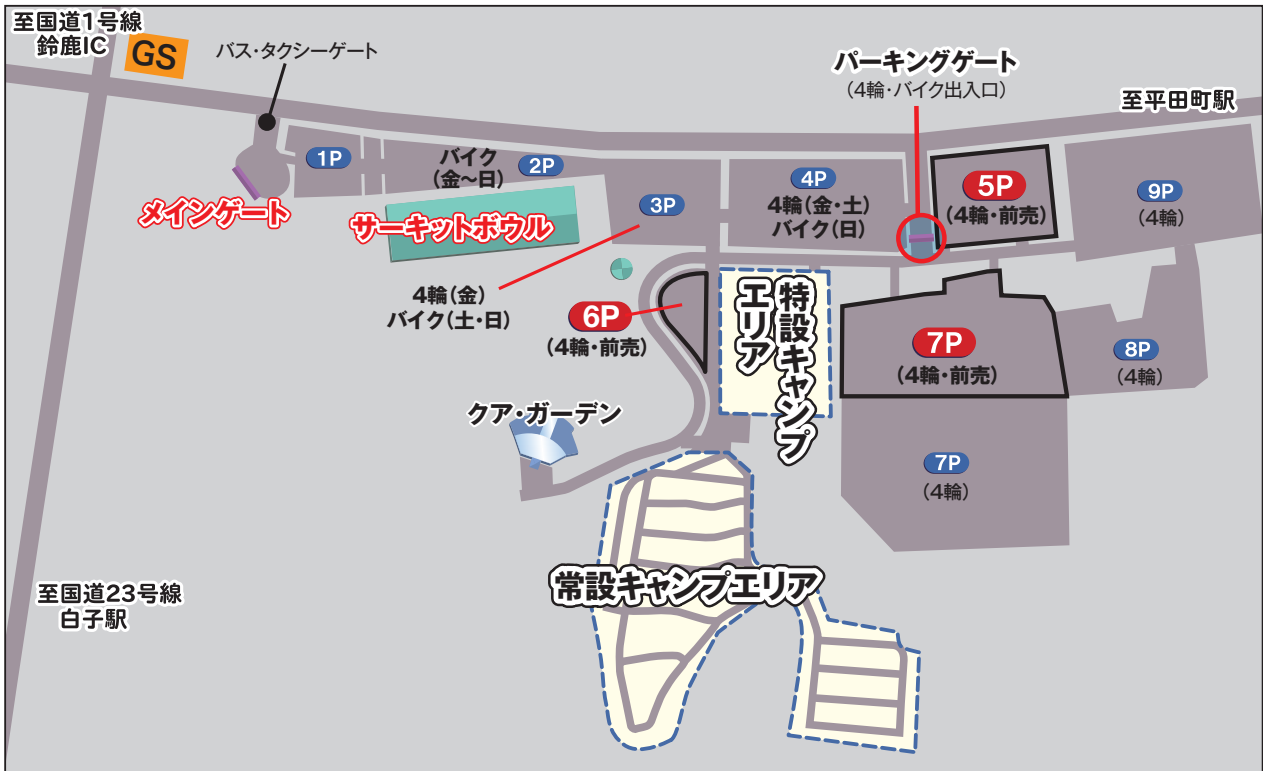 至国道1号線
鈴鹿IC
GS
バス・タクシーゲート
パーキングゲート
(4輪・バイク出入口)
至平田町駅
1P
バイク
(金〜日)
2P
メインゲート
サーキットボウル
3P
4輪(金)
バイク(土・日)
4P
4輪(金・土)
バイク(日)
5P
(4輪・前売)
9P
(4輪)
6P
(4輪・前売)
特設キャンプ
エリア
7P
(4輪・前売)
8P
(4輪)
クア・ガーデン
7P
(4輪)
常設キャンプエリア
至国道23号線
白子駅